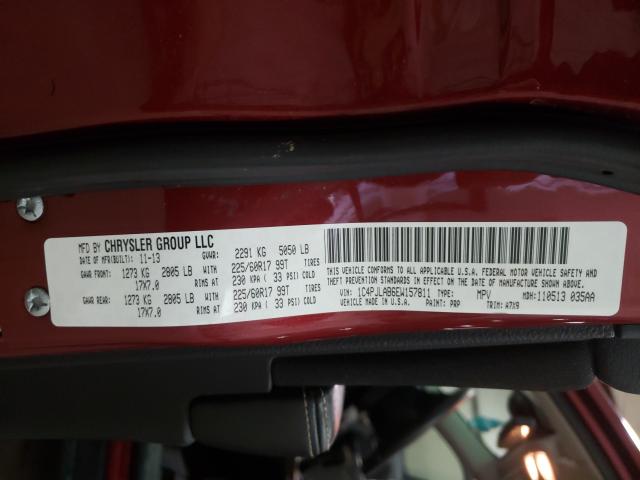 MFD BY CHRYSLER GROUP LLC
DATE OF MFR(BUILT): 11-13 GVWR: 2291 KG 5050 LB
GAWR FRONT: 1273 KG 2805 LB WITH 225/60R17 99T TIRES
17X7.0 RIMS AT 230 KPA ( 33 PSI) COLD
GAWR REAR: 1273 KG 2805 LB WITH 225/60R17 99T TIRES
17X7.0 RIMS AT 230 KPA ( 33 PSI) COLD
THIS VEHICLE CONFORMS TO ALL APPLICABLE U.S.A. FEDERAL MOTOR VEHICLE SAFETY AND
THEFT PREVENTION STANDARDS IN EFFECT ON THE DATE OF MANUFACTURE SHOWN ABOVE.
VIN: 1C4PJLAB6EW157811 TYPE: MPV MDH: 110513 035AA
VEHICLE MADE IN U.S.A. PAINT: PRP TRIM: A7X9